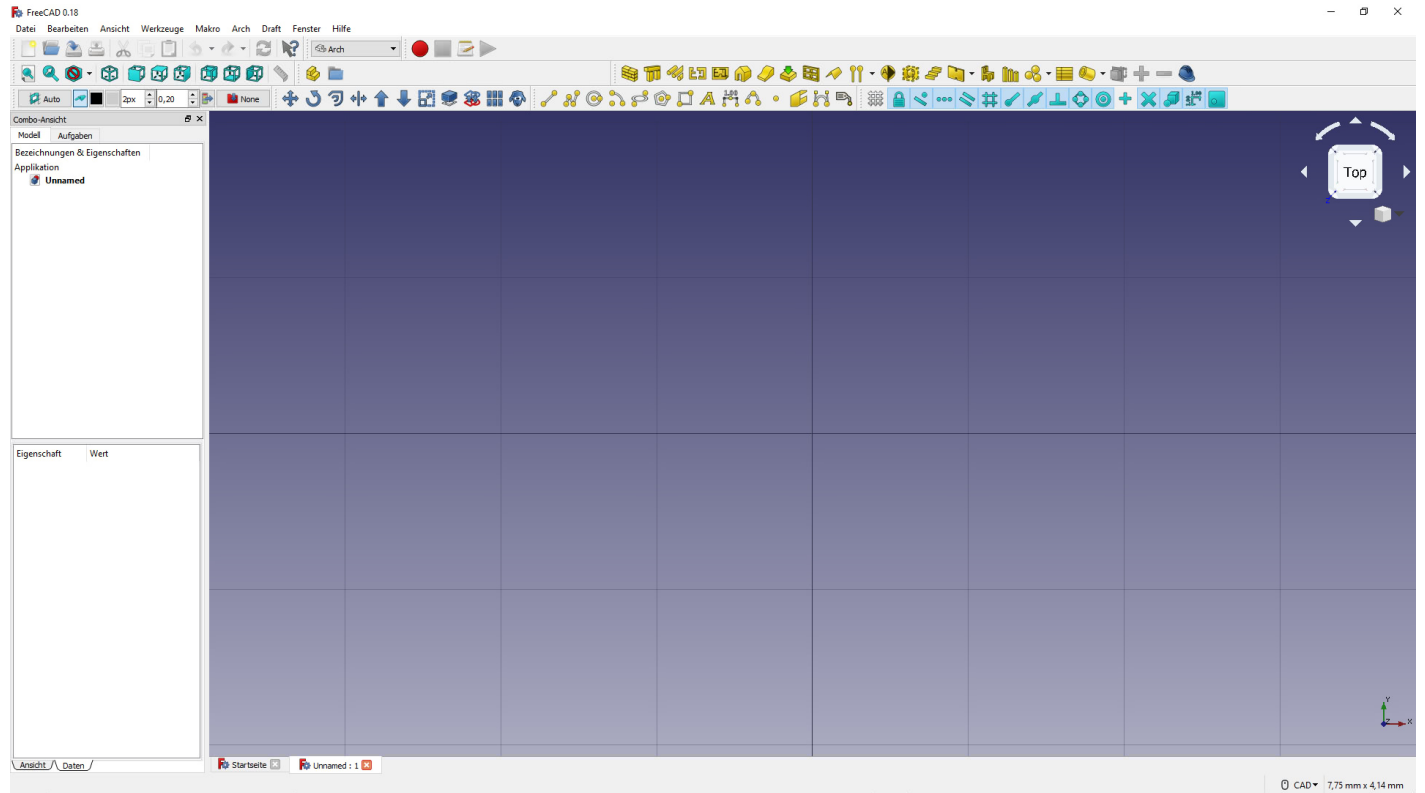 FreeCAD 0.18
Datei Bearbeiten Ansicht Werkzeuge Makro Arch Draft Fenster Hilfe
Arch
Auto 2px 0,20 None
Combo-Ansicht
Modell Aufgaben
Bezeichnungen & Eigenschaften
Applikation
Unnamed
Top
Z
Eigenschaft Wert
Y
Z X
Ansicht Daten
Startseite Unnamed : 1
CAD 7,75 mm x 4,14 mm